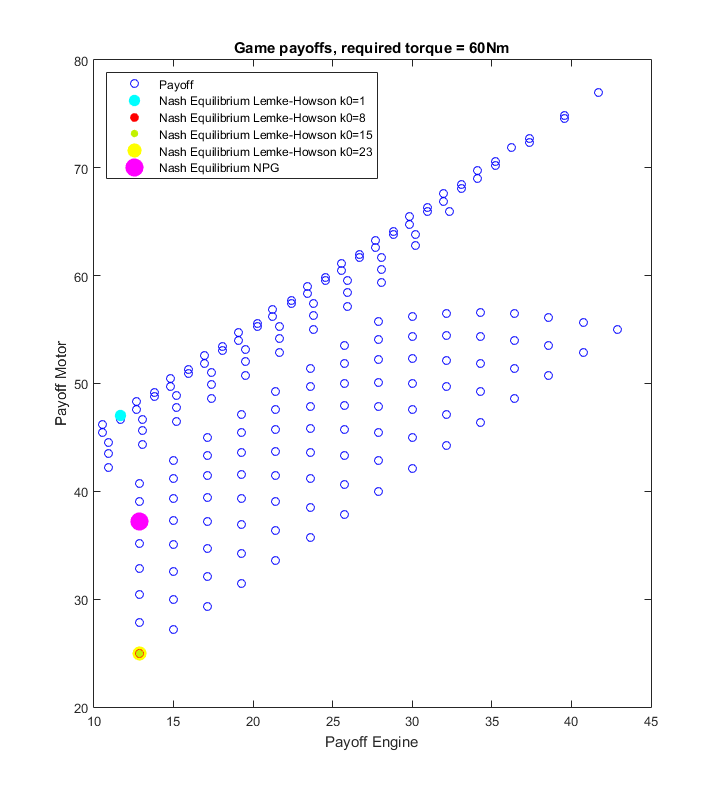 Game payoffs, required torque = 60Nm
80
Payoff
Nash Equilibrium Lemke-Howson k0=1
Nash Equilibrium Lemke-Howson k0=8
Nash Equilibrium Lemke-Howson k0=15
Nash Equilibrium Lemke-Howson k0=23
Nash Equilibrium NPG
70
60
50
40
30
20
Payoff Motor
10 15 20 25 30 35 40 45
Payoff Engine